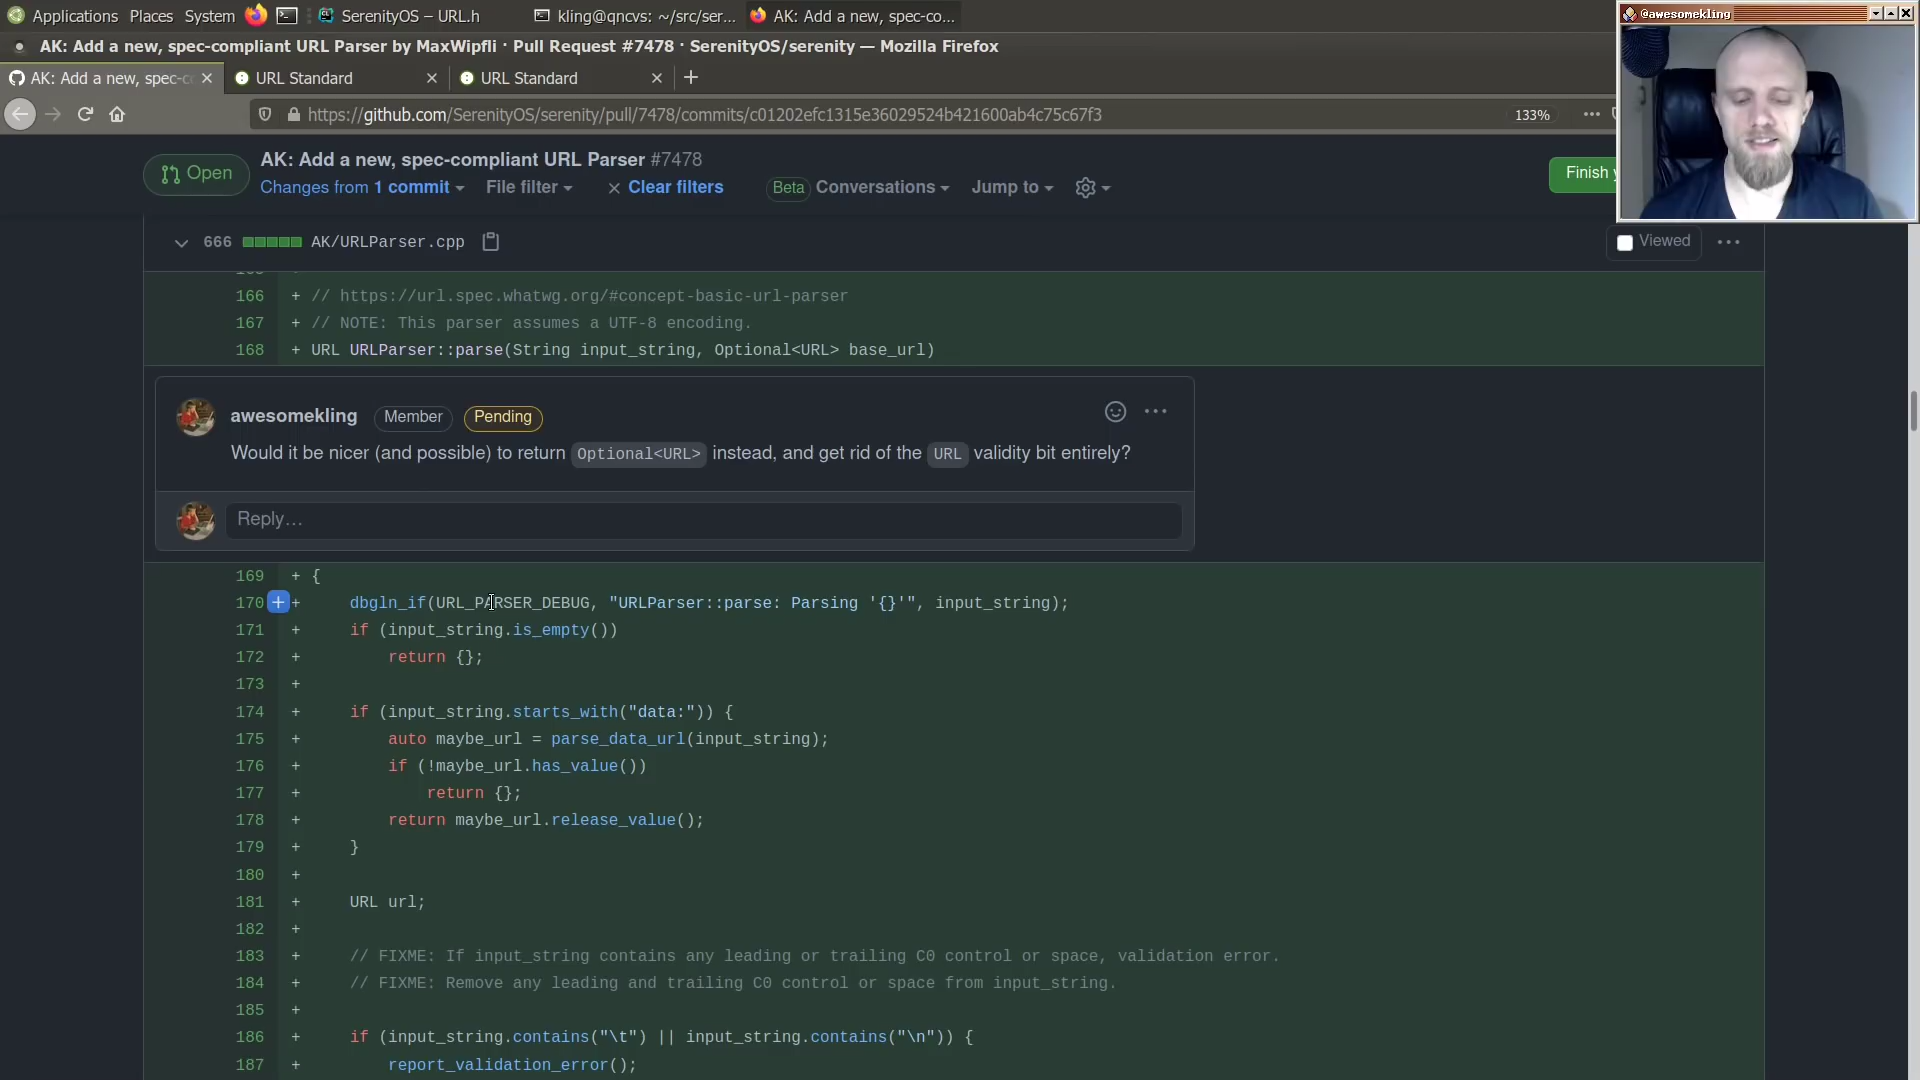 Applications Places System SerenityOS – URL.h kling@qncvs: ~/src/ser... AK: Add a new, spec-co...
@awesomekling
AK: Add a new, spec-compliant URL Parser by MaxWipfli · Pull Request #7478 · SerenityOS/serenity — Mozilla Firefox
AK: Add a new, spec-c URL Standard URL Standard
https://github.com/SerenityOS/serenity/pull/7478/commits/c01202efc1315e36029524b421600ab4c75c67f3 133%
Open AK: Add a new, spec-compliant URL Parser #7478
Changes from 1 commit File filter Clear filters Beta Conversations Jump to Finish
666 AK/URLParser.cpp Viewed
166 + // https://url.spec.whatwg.org/#concept-basic-url-parser
167 + // NOTE: This parser assumes a UTF-8 encoding.
168 + URL URLParser::parse(String input_string, Optional<URL> base_url)
awesomekling Member Pending
Would it be nicer (and possible) to return Optional<URL> instead, and get rid of the URL validity bit entirely?
Reply…
169 + {
170 + dbgln_if(URL_PARSER_DEBUG, "URLParser::parse: Parsing '{}'", input_string);
171 + if (input_string.is_empty())
172 + return {};
173 +
174 + if (input_string.starts_with("data:")) {
175 + auto maybe_url = parse_data_url(input_string);
176 + if (!maybe_url.has_value())
177 + return {};
178 + return maybe_url.release_value();
179 + }
180 +
181 + URL url;
182 +
183 + // FIXME: If input_string contains any leading or trailing C0 control or space, validation error.
184 + // FIXME: Remove any leading and trailing C0 control or space from input_string.
185 +
186 + if (input_string.contains("\t") || input_string.contains("\n")) {
187 + report_validation_error();